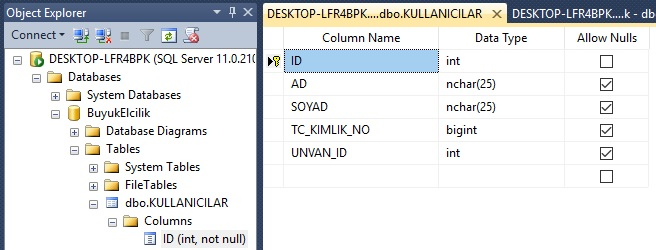 Object Explorer
Connect
DESKTOP-LFR4BPK (SQL Server 11.0.210
Databases
System Databases
BuyukElcilik
Database Diagrams
Tables
System Tables
FileTables
dbo.KULLANICILAR
Columns
ID (int, not null)
DESKTOP-LFR4BPK....dbo.KULLANICILAR
DESKTOP-LFR4BPK....k - dbo
Column Name Data Type Allow Nulls
ID int
AD nchar(25)
SOYAD nchar(25)
TC_KIMLIK_NO bigint
UNVAN_ID int